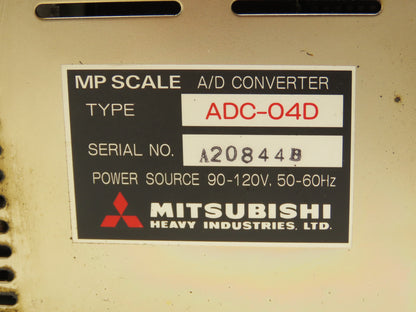 MP SCALE A/D CONVERTER
TYPE ADC-04D
SERIAL NO. A20844B
POWER SOURCE 90-120V, 50-60Hz
MITSUBISHI
HEAVY INDUSTRIES, LTD.